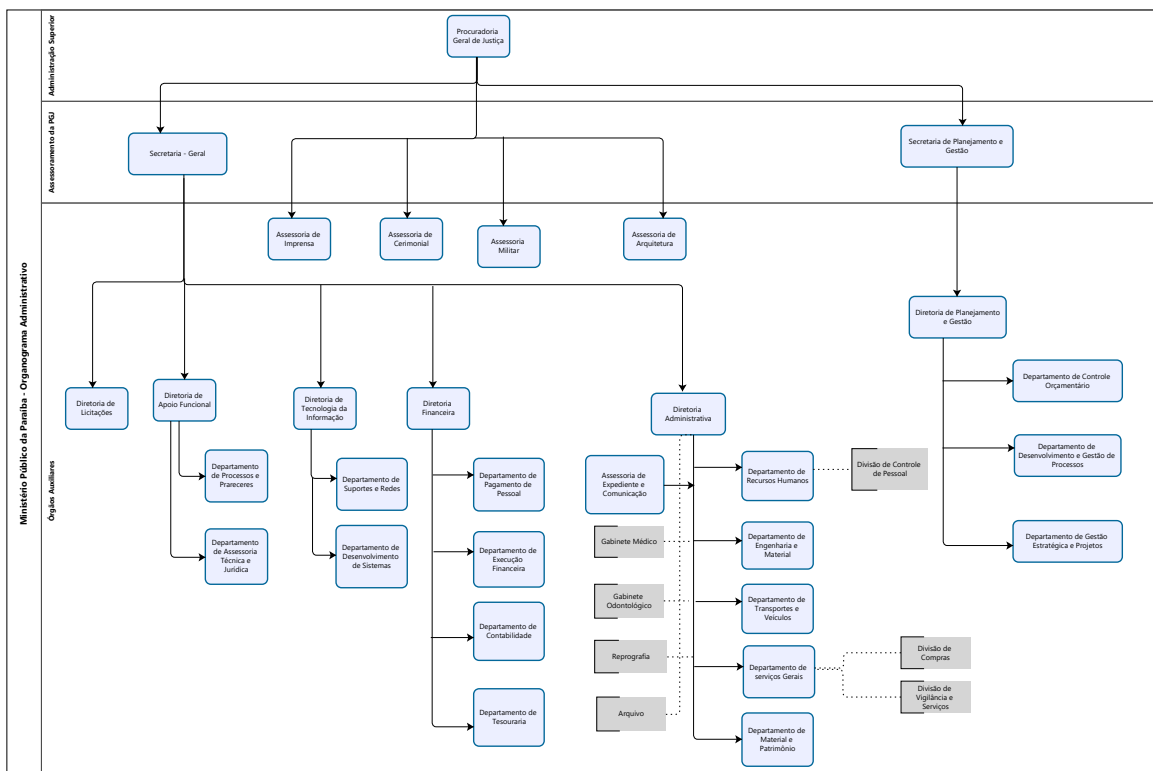 Ministério Público da Paraíba - Organograma Administrativo
Administração Superior
Procuradoria
Geral de Justiça
Assessoramento da PGJ
Secretaria - Geral
Secretaria de Planejamento e
Gestão
Órgãos Auxiliares
Assessoria de
Imprensa
Assessoria de
Cerimonial
Assessoria
Militar
Assessoria de
Arquitetura
Diretoria de Planejamento
e Gestão
Diretoria de
Licitações
Diretoria de
Apoio Funcional
Diretoria de
Tecnologia da
Informação
Diretoria
Financeira
Diretoria
Administrativa
Departamento de Controle
Orçamentário
Departamento
de Processos e
Prareceres
Departamento
de Suportes e Redes
Departamento de
Pagamento de
Pessoal
Assessoria de
Expediente e
Comunicação
Departamento de
Recursos Humanos
Divisão de Controle
de Pessoal
Departamento de
Desenvolvimento e Gestão
de Processos
Departamento
de Assessoria
Técnica e
Jurídica
Departamento de
Desenvolvimento
de Sistemas
Departamento de
Execução
Financeira
Gabinete Médico
Departamento de
Engenharia e
Material
Departamento de Gestão
Estratégica e Projetos
Gabinete
Odontológico
Departamento de
Transportes e
Veículos
Departamento de
Contabilidade
Reprografia
Departamento de
serviços Gerais
Divisão de
Compras
Divisão de
Vigilância e
Serviços
Departamento de
Tesouraria
Arquivo
Departamento de
Material e
Patrimônio